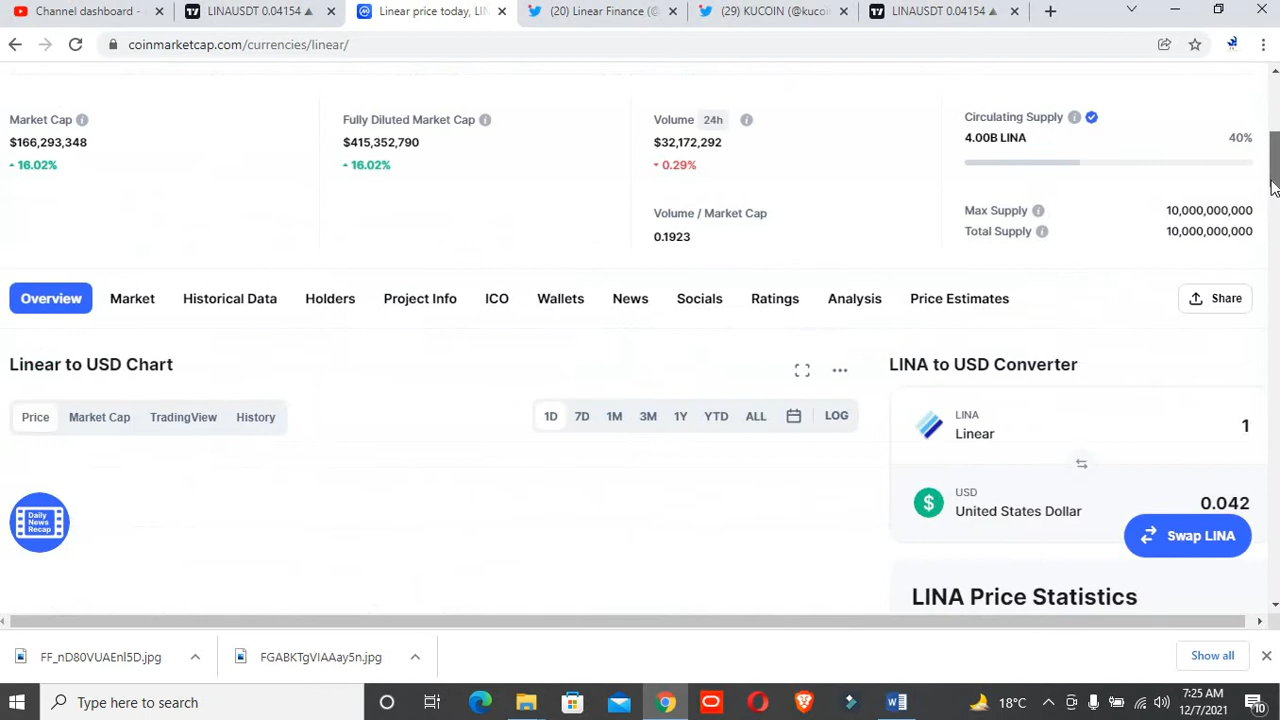 Channel dashboard -
LINAUSDT 0.04154 ▲
Linear price today, LIN
(20) Linear Finance (@
(29) KUCOIN (@kucoi
LINAUSDT 0.04154 ▲
coinmarketcap.com/currencies/linear/
Market Cap
$166,293,348
16.02%
Fully Diluted Market Cap
$415,352,790
16.02%
Volume 24h
$32,172,292
0.29%
Volume / Market Cap
0.1923
Circulating Supply
4.00B LINA 40%
Max Supply 10,000,000,000
Total Supply 10,000,000,000
Overview Market Historical Data Holders Project Info ICO Wallets News Socials Ratings Analysis Price Estimates Share
Linear to USD Chart
Price Market Cap TradingView History
1D 7D 1M 3M 1Y YTD ALL LOG
Daily
News
Recap
LINA to USD Converter
LINA
Linear 1
USD
United States Dollar 0.042
Swap LINA
LINA Price Statistics
FF_nD80VUAEnl5D.jpg
FGABKTgVIAAay5n.jpg
Show all
Type here to search
18°C
7:25 AM
12/7/2021
10